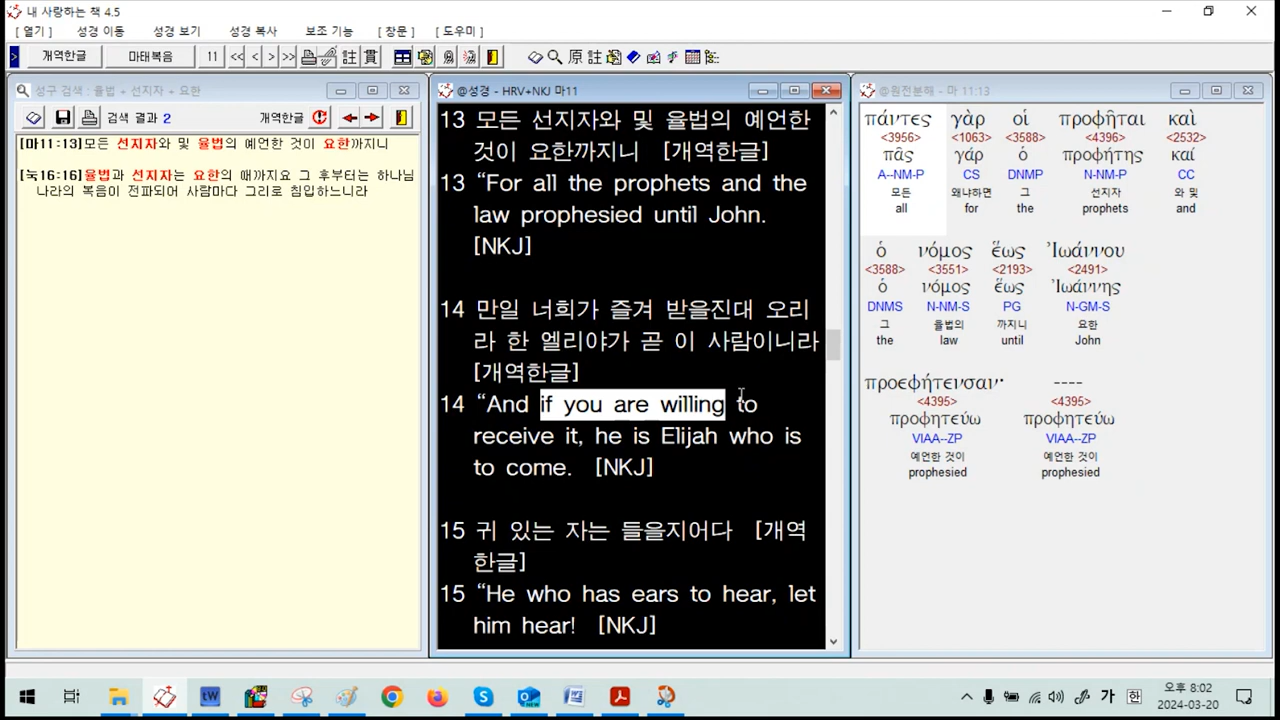 내 사랑하는 책 4.5
[ 열기 ] 성경 이동 성경 보기 성경 복사 보조 기능 [ 창문 ] [ 도우미 ]
개역한글 마태복음 11 << < > >> 註 貫 原 註
성구 검색 : 율법 + 선지자 + 요한
검색 결과 2 개역한글
[마11:13]모든 선지자와 및 율법의 예언한 것이 요한까지니
[눅16:16]율법과 선지자는 요한의 때까지요 그 후부터는 하나님
나라의 복음이 전파되어 사람마다 그리로 침입하느니라
@성경 - HRV+NKJ 마11
13 모든 선지자와 및 율법의 예언한
것이 요한까지니 [개역한글]
13 “For all the prophets and the
law prophesied until John.
[NKJ]
14 만일 너희가 즐겨 받을진대 오리
라 한 엘리야가 곧 이 사람이니라
[개역한글]
14 “And if you are willing to
receive it, he is Elijah who is
to come. [NKJ]
15 귀 있는 자는 들을지어다 [개역
한글]
15 “He who has ears to hear, let
him hear! [NKJ]
@원전분해 - 마 11:13
πάντες γὰρ οἱ προφῆται καὶ
<3956> <1063> <3588> <4396> <2532>
πᾶς γάρ ὁ προφήτης καί
A--NM-P CS DNMP N-NM-P CC
모든 왜냐하면 그 선지자 와 및
all for the prophets and
ὁ νόμος ἕως Ἰωάννου
<3588> <3551> <2193> <2491>
ὁ νόμος ἕως Ἰωάννης
DNMS N-NM-S PG N-GM-S
그 율법의 까지니 요한
the law until John
προεφήτευσαν· ----
<4395> <4395>
προφητεύω προφητεύω
VIAA--ZP VIAA--ZP
예언한 것이 예언한 것이
prophesied prophesied
가 한 오후 8:02
2024-03-20